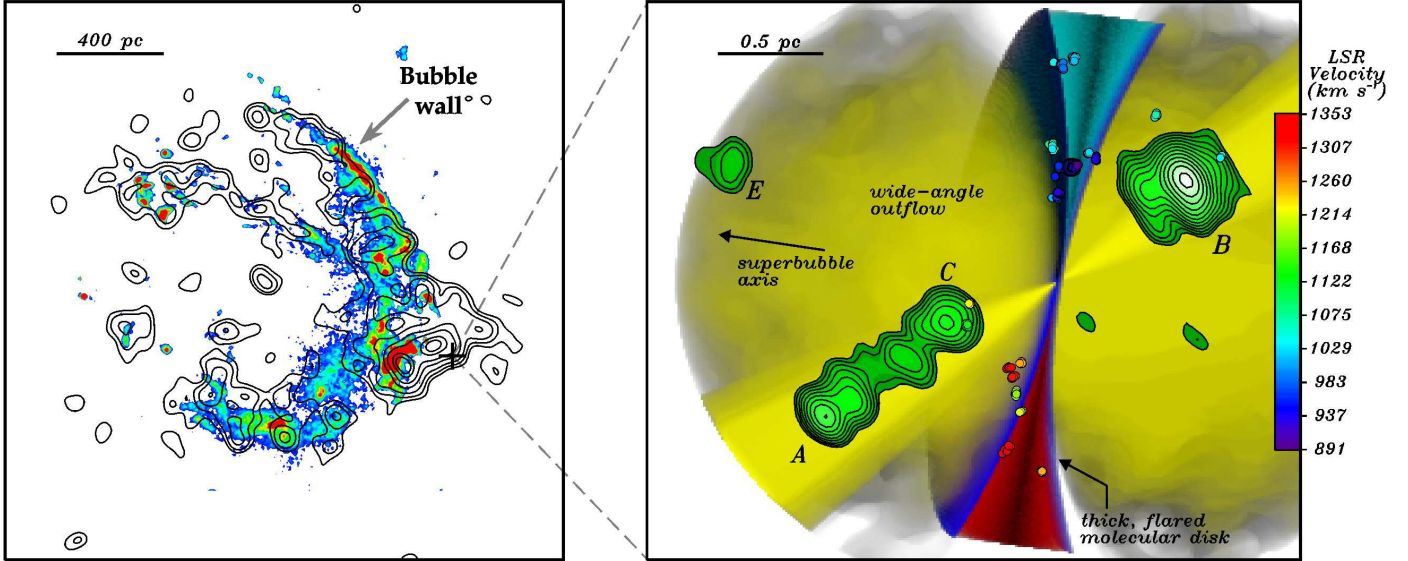 400 pc
Bubble
wall
0.5 pc
wide-angle
outflow
E
superbubble
axis
C
A
B
thick, flared
molecular disk
LSR
Velocity
(km s⁻¹)
1353
1307
1260
1214
1168
1122
1075
1029
983
937
891